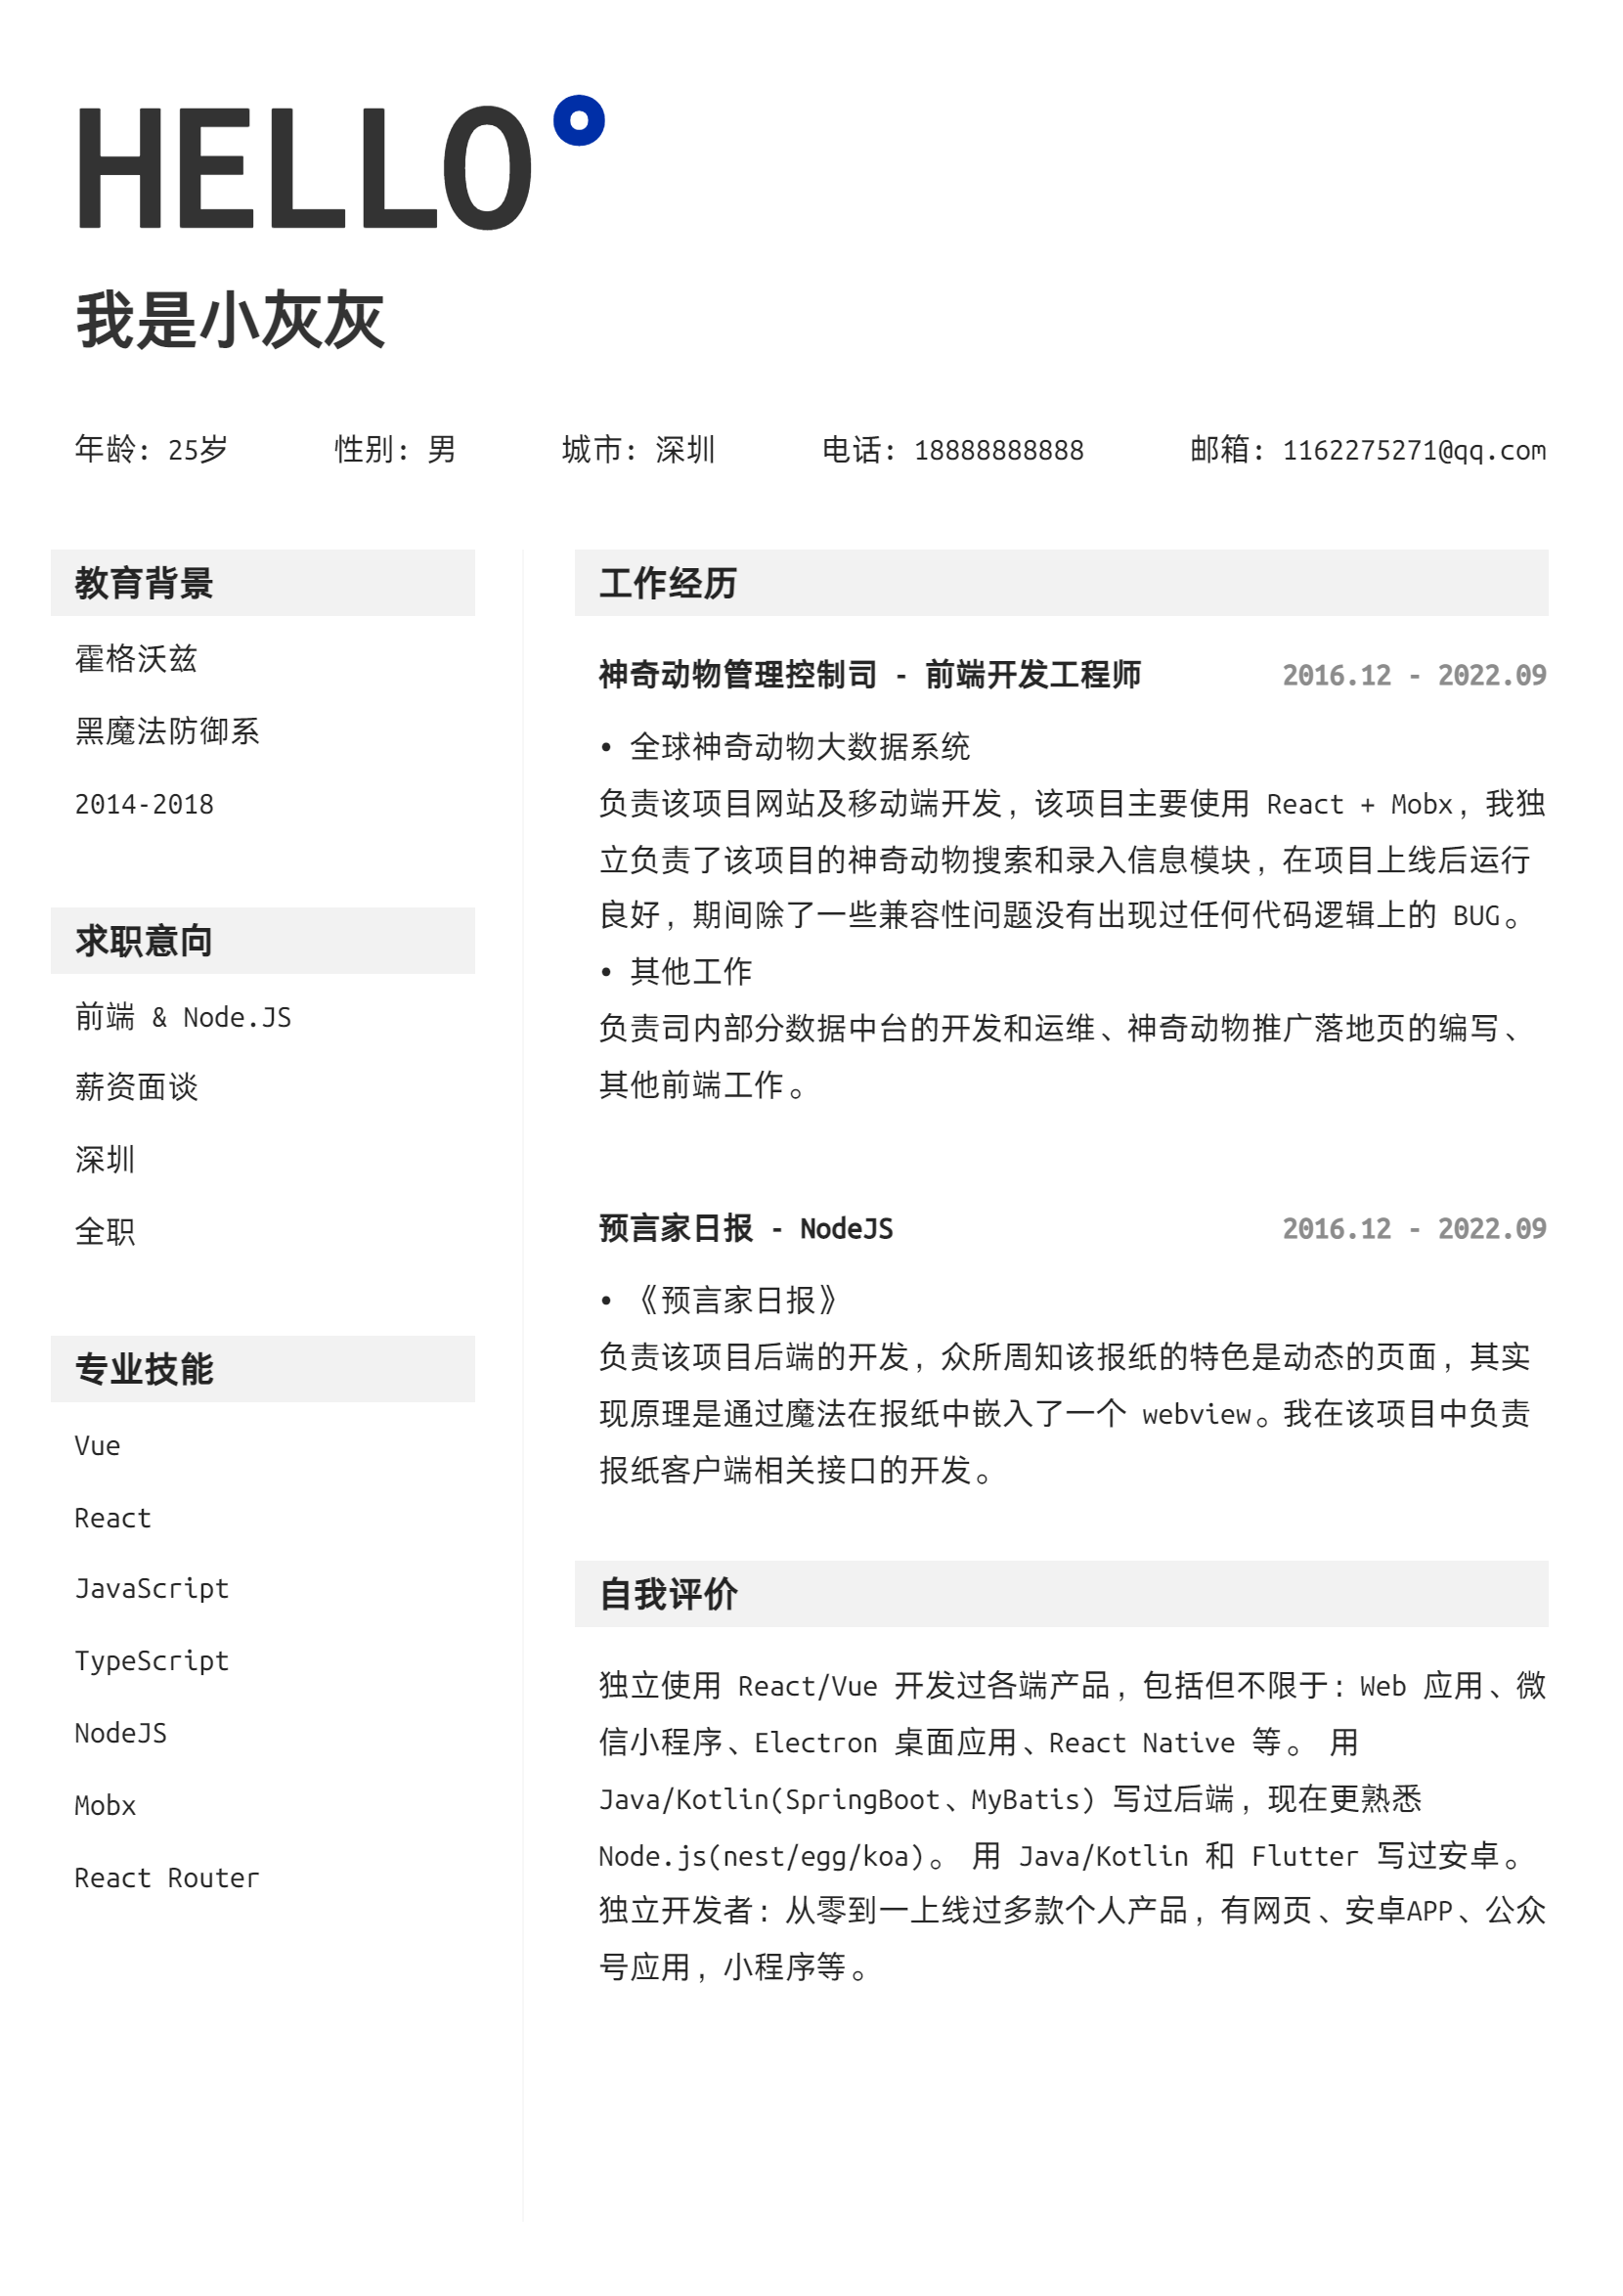 HELLO°
我是小灰灰
年龄: 25岁 性别: 男 城市: 深圳 电话: 18888888888 邮箱: 1162275271@qq.com
教育背景
霍格沃兹
黑魔法防御系
2014-2018
求职意向
前端 & Node.JS
薪资面谈
深圳
全职
专业技能
Vue
React
JavaScript
TypeScript
NodeJS
Mobx
React Router
工作经历
神奇动物管理控制司 - 前端开发工程师 2016.12 - 2022.09
• 全球神奇动物大数据系统
负责该项目网站及移动端开发，该项目主要使用 React + Mobx，我独
立负责了该项目的神奇动物搜索和录入信息模块，在项目上线后运行
良好，期间除了一些兼容性问题没有出现过任何代码逻辑上的 BUG。
• 其他工作
负责司内部分数据中台的开发和运维、神奇动物推广落地页的编写、
其他前端工作。
预言家日报 - NodeJS 2016.12 - 2022.09
• 《预言家日报》
负责该项目后端的开发，众所周知该报纸的特色是动态的页面，其实
现原理是通过魔法在报纸中嵌入了一个 webview。我在该项目中负责
报纸客户端相关接口的开发。
自我评价
独立使用 React/Vue 开发过各端产品，包括但不限于: Web 应用、微
信小程序、Electron 桌面应用、React Native 等。 用
Java/Kotlin(SpringBoot、MyBatis) 写过后端，现在更熟悉
Node.js(nest/egg/koa)。 用 Java/Kotlin 和 Flutter 写过安卓。
独立开发者: 从零到一上线过多款个人产品，有网页、安卓APP、公众
号应用，小程序等。